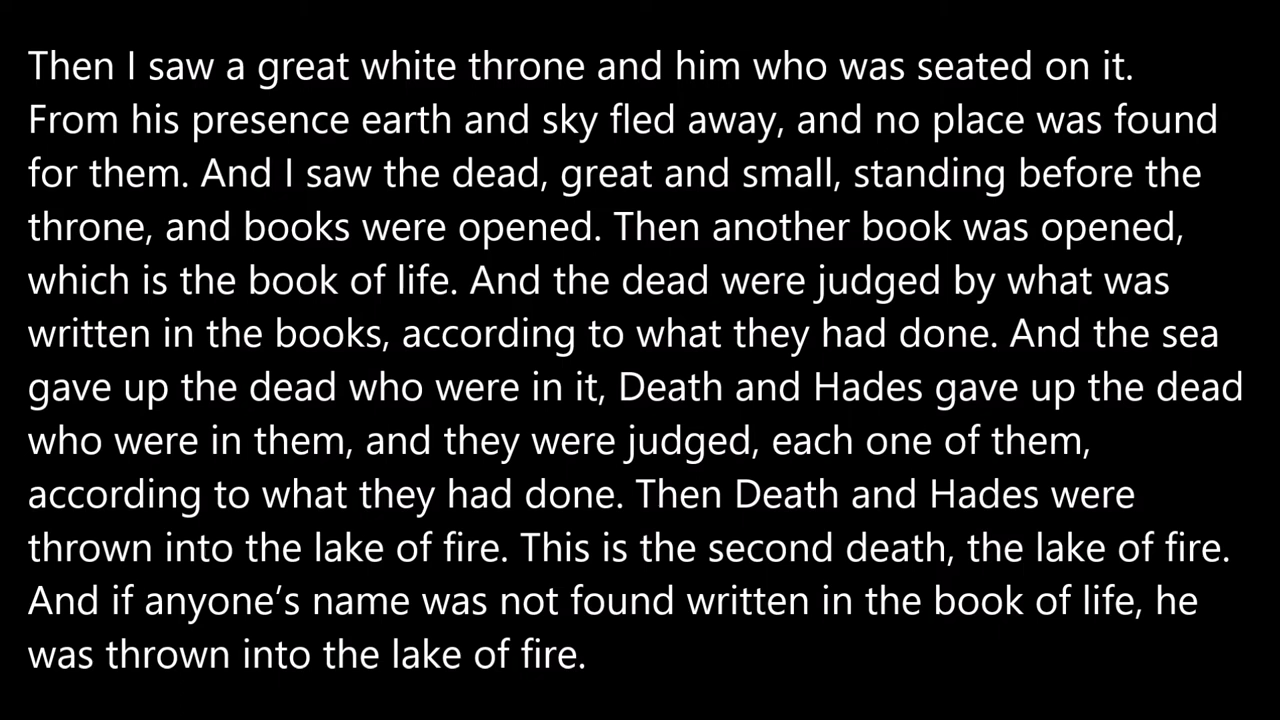 Then I saw a great white throne and him who was seated on it.
From his presence earth and sky fled away, and no place was found
for them. And I saw the dead, great and small, standing before the
throne, and books were opened. Then another book was opened,
which is the book of life. And the dead were judged by what was
written in the books, according to what they had done. And the sea
gave up the dead who were in it, Death and Hades gave up the dead
who were in them, and they were judged, each one of them,
according to what they had done. Then Death and Hades were
thrown into the lake of fire. This is the second death, the lake of fire.
And if anyone’s name was not found written in the book of life, he
was thrown into the lake of fire.